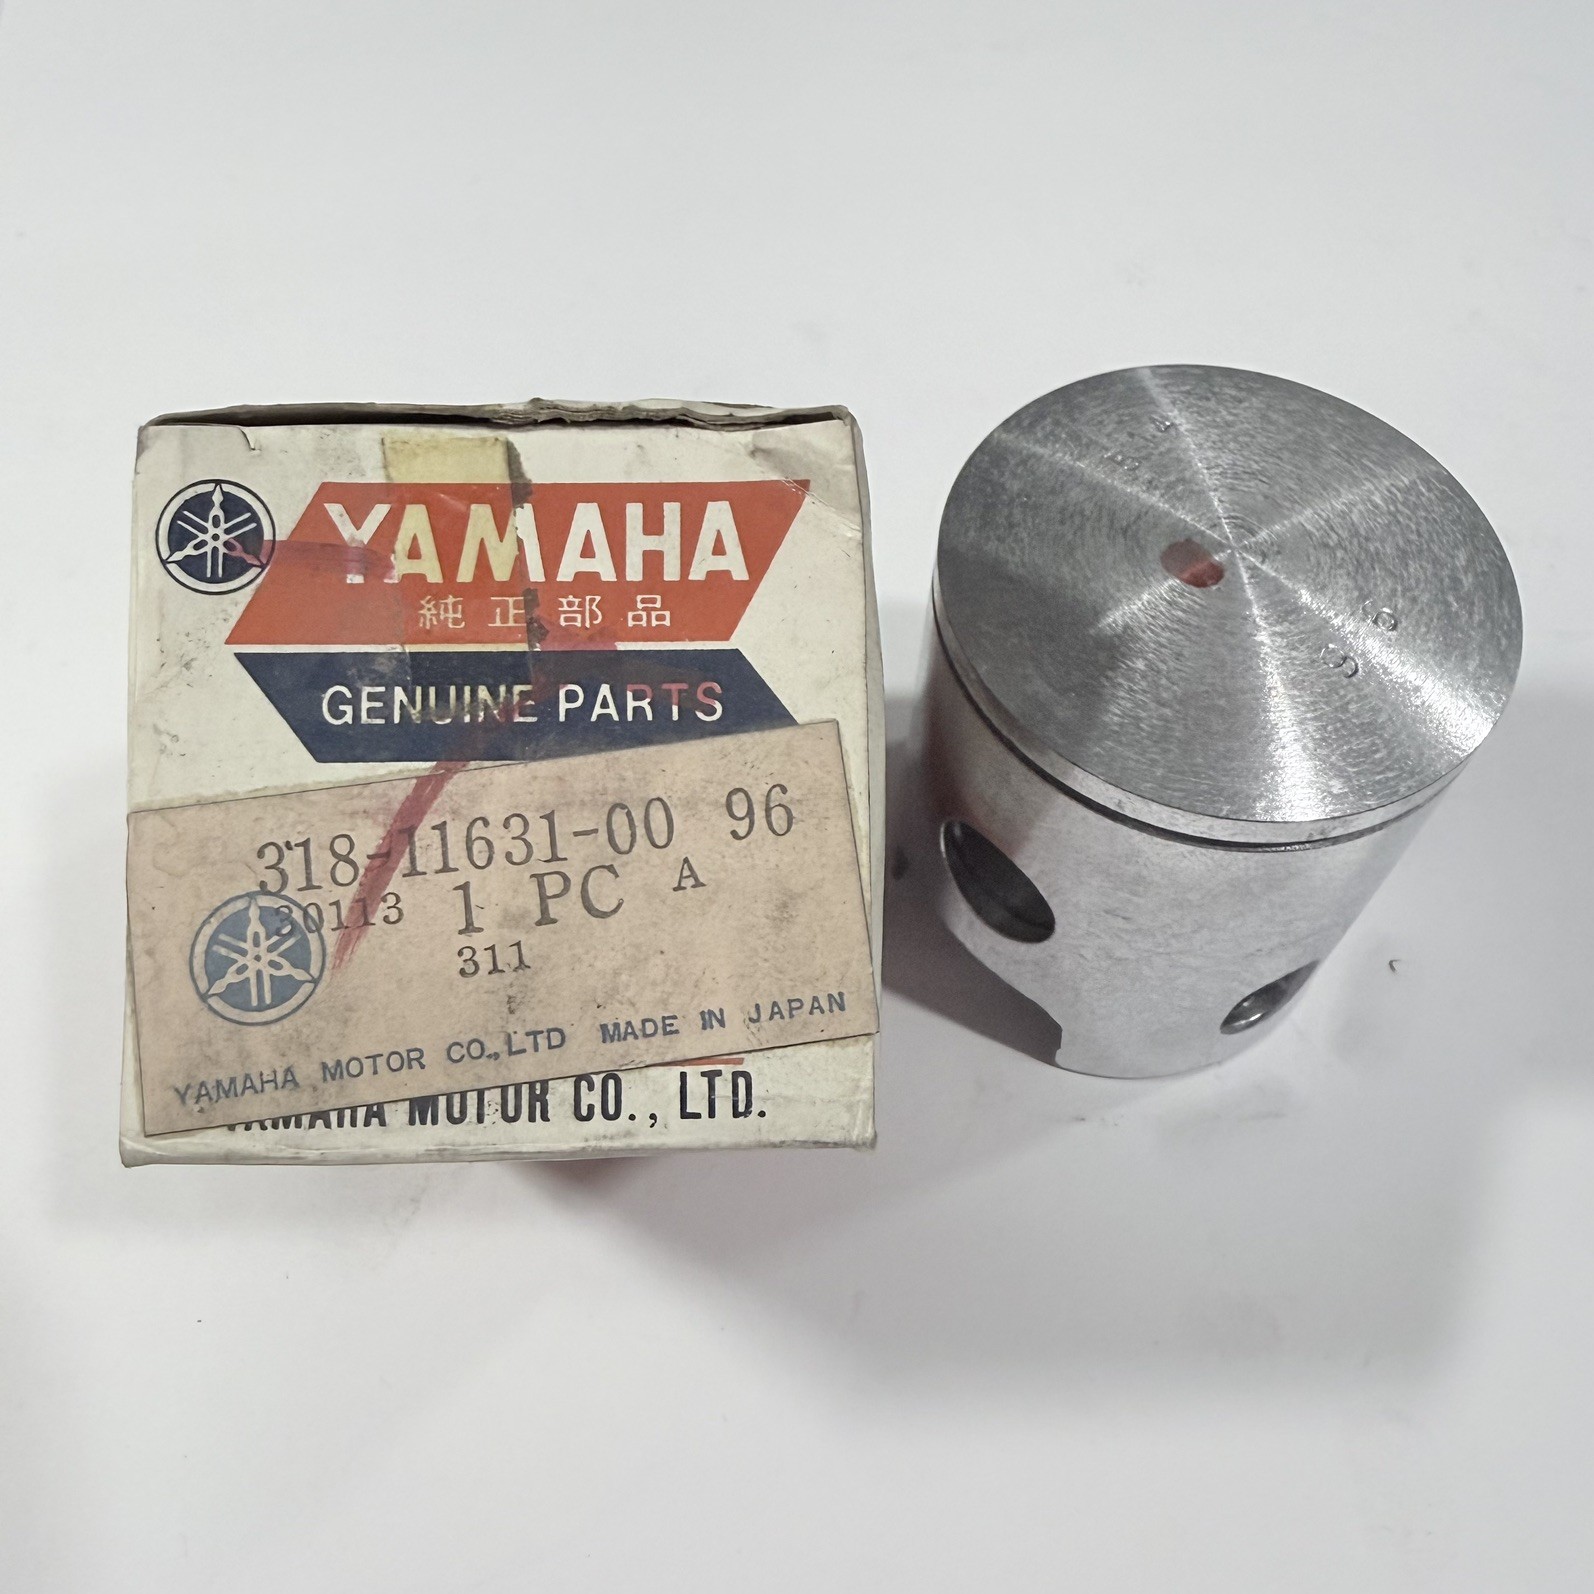 YAMAHA
純正部品
GENUINE PARTS
318-11631-00 96
30113 1 PC A
311
YAMAHA MOTOR CO.,LTD MADE IN JAPAN
YAMAHA MOTOR CO., LTD.